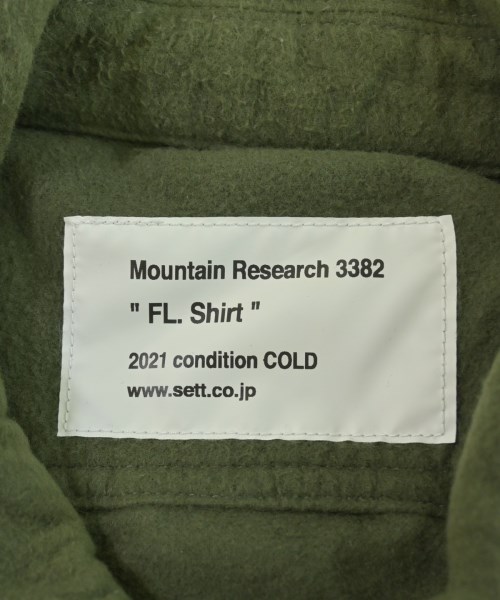 Mountain Research 3382
" FL. Shirt "
2021 condition COLD
www.sett.co.jp